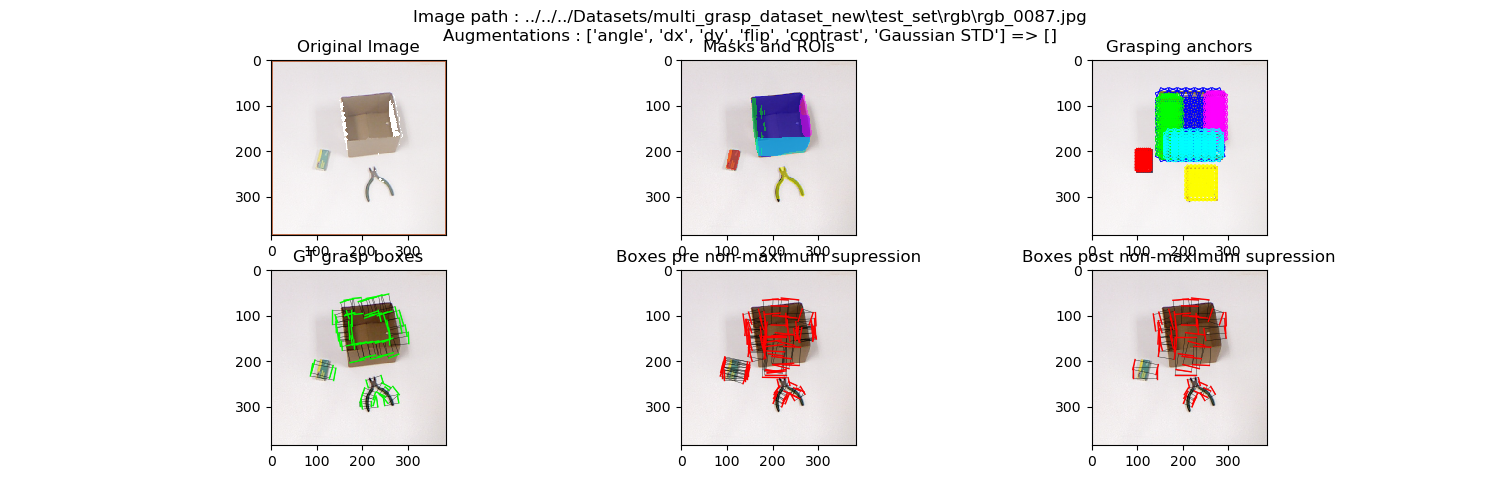 Image path : ../../../Datasets/multi_grasp_dataset_new\test_set\rgb\rgb_0087.jpg
Augmentations : ['angle', 'dx', 'dy', 'flip', 'contrast', 'Gaussian STD'] => []
Original Image
Masks and ROIs
Grasping anchors
0
100
200
300
0 100 200 300
0
100
200
300
0 100 200 300
0
100
200
300
0 100 200 300
GT grasp boxes
Boxes pre non-maximum supression
Boxes post non-maximum supression
0
100
200
300
0 100 200 300
0
100
200
300
0 100 200 300
0
100
200
300
0 100 200 300